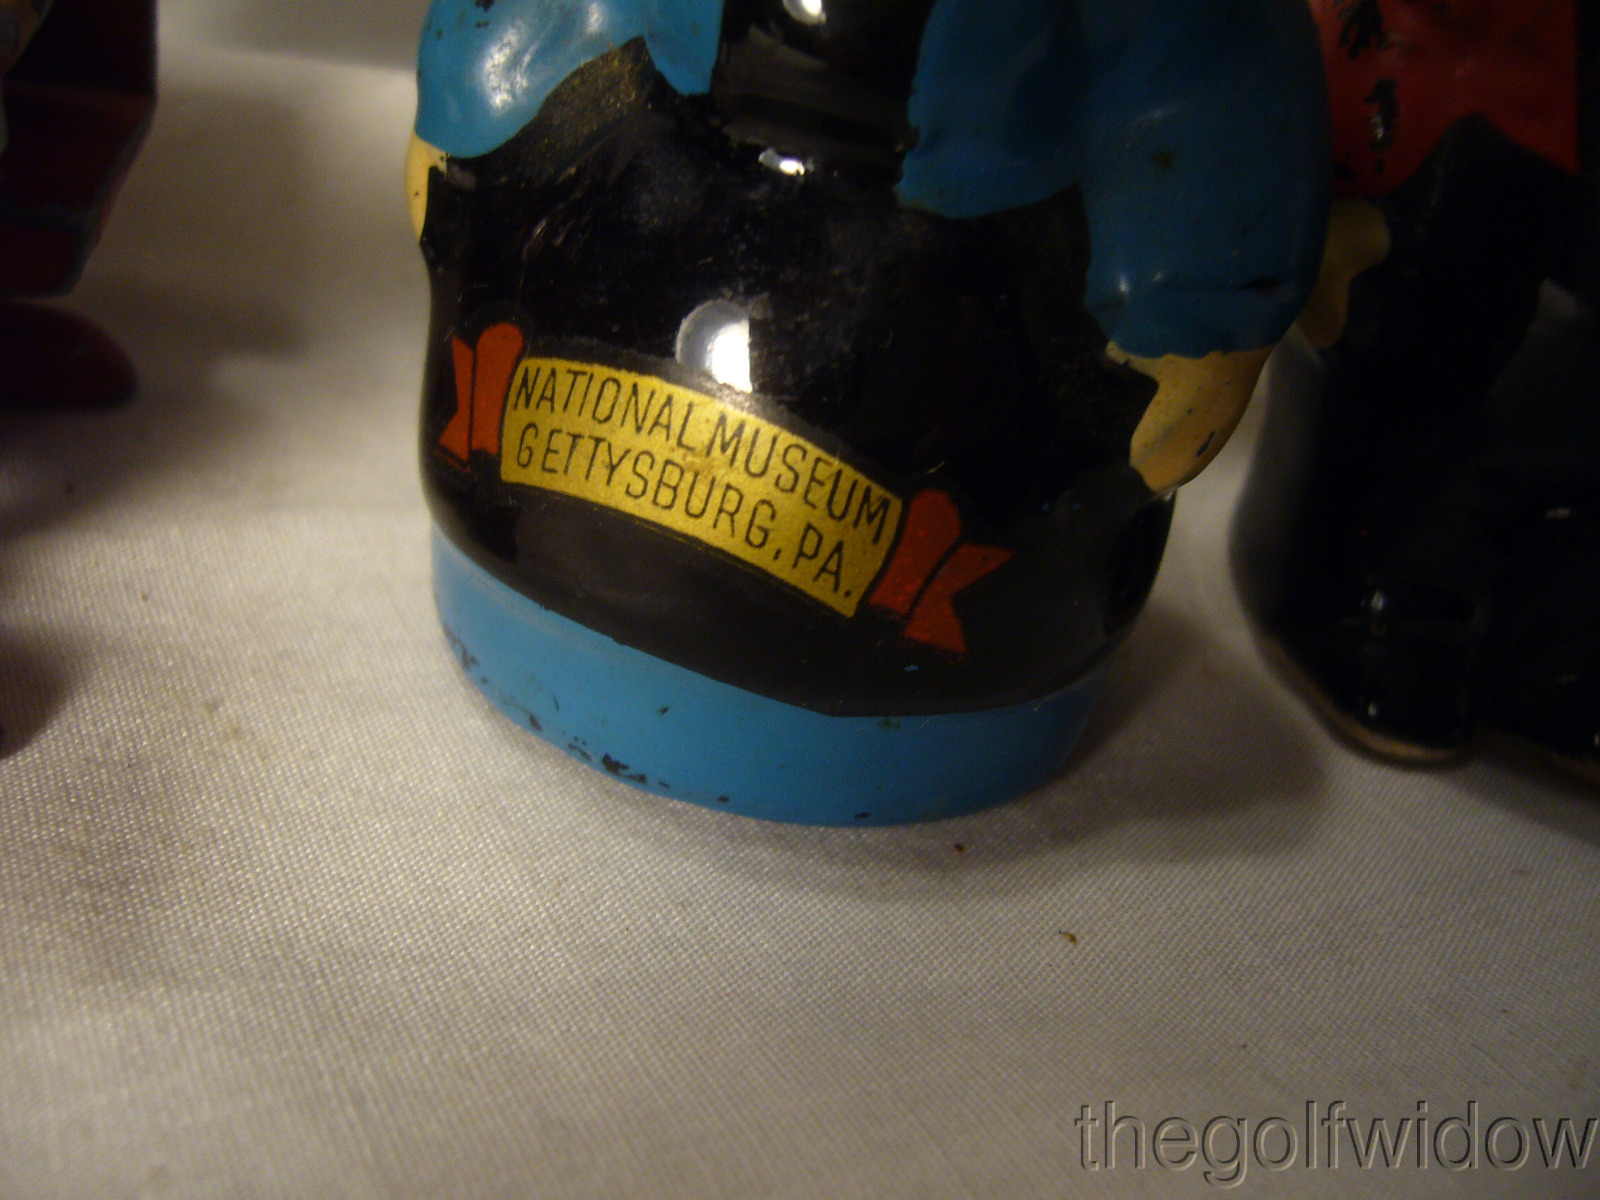 NATIONAL MUSEUM
GETTYSBURG, PA.
thegolfwidow